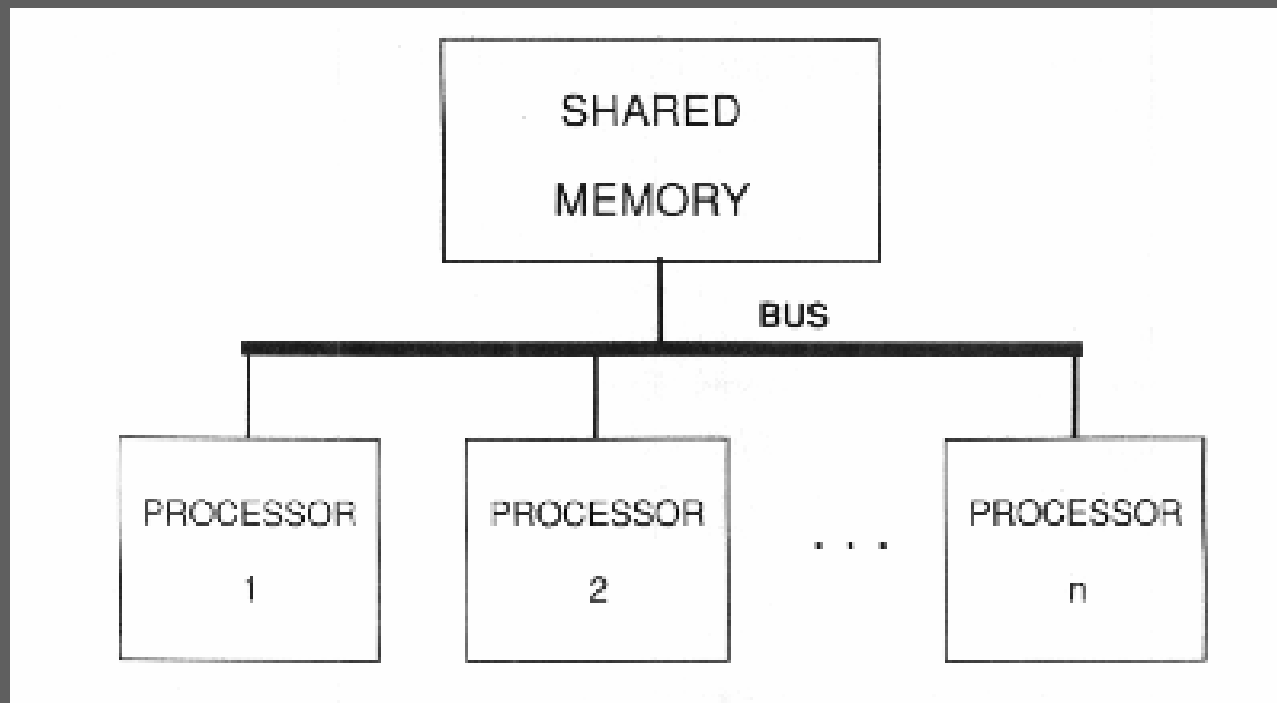 SHARED
MEMORY
BUS
PROCESSOR
1
PROCESSOR
2
. . .
PROCESSOR
n